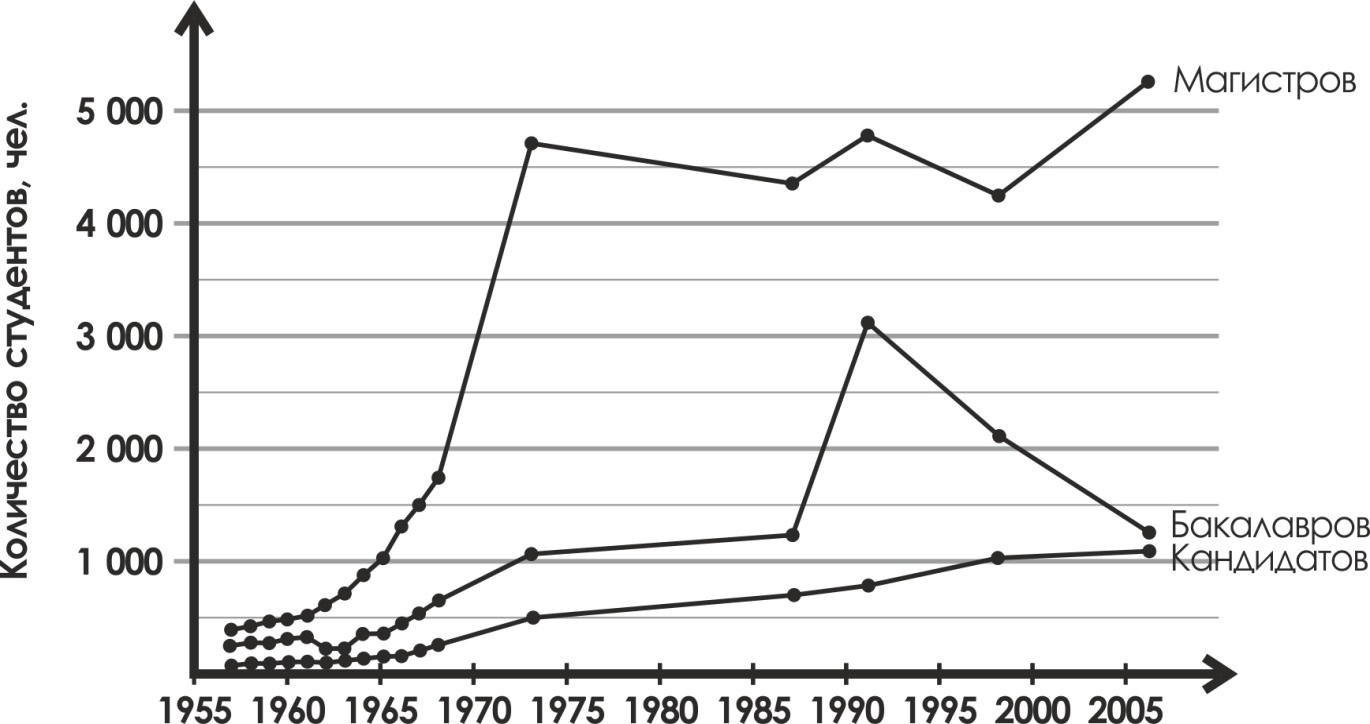 Количество студентов, чел.
5 000
4 000
3 000
2 000
1 000
Магистров
Бакалавров
Кандидатов
1955 1960 1965 1970 1975 1980 1985 1990 1995 2000 2005